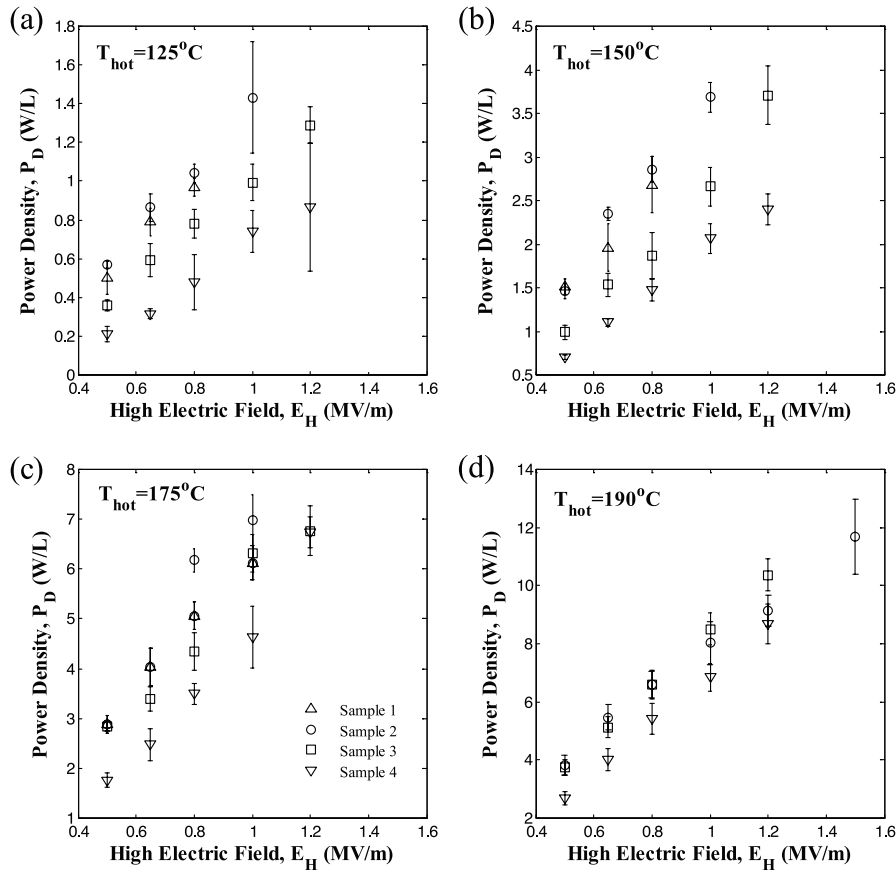 (a)
T_hot=125°C
Power Density, P_D (W/L)
1.8
1.6
1.4
1.2
1
0.8
0.6
0.4
0.2
0
0.4 0.6 0.8 1 1.2 1.4 1.6
High Electric Field, E_H (MV/m)
(b)
T_hot=150°C
Power Density, P_D (W/L)
4.5
4
3.5
3
2.5
2
1.5
1
0.5
0.4 0.6 0.8 1 1.2 1.4 1.6
High Electric Field, E_H (MV/m)
(c)
T_hot=175°C
Power Density, P_D (W/L)
8
7
6
5
4
3
2
1
Sample 1
Sample 2
Sample 3
Sample 4
0.4 0.6 0.8 1 1.2 1.4 1.6
High Electric Field, E_H (MV/m)
(d)
T_hot=190°C
Power Density, P_D (W/L)
14
12
10
8
6
4
2
0.4 0.6 0.8 1 1.2 1.4 1.6
High Electric Field, E_H (MV/m)